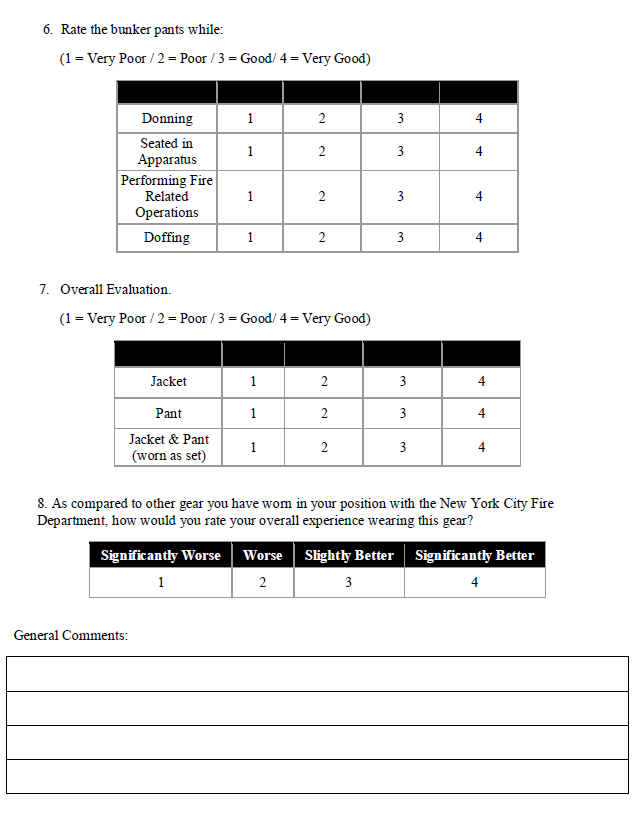 6. Rate the bunker pants while:
(1 = Very Poor / 2 = Poor / 3 = Good/ 4 = Very Good)
Donning 1 2 3 4
Seated in
Apparatus 1 2 3 4
Performing Fire
Related 1 2 3 4
Operations
Doffing 1 2 3 4
7. Overall Evaluation.
(1 = Very Poor / 2 = Poor / 3 = Good/ 4 = Very Good)
Jacket 1 2 3 4
Pant 1 2 3 4
Jacket & Pant
(worn as set) 1 2 3 4
8. As compared to other gear you have worn in your position with the New York City Fire
Department, how would you rate your overall experience wearing this gear?
Significantly Worse Worse Slightly Better Significantly Better
1 2 3 4
General Comments: